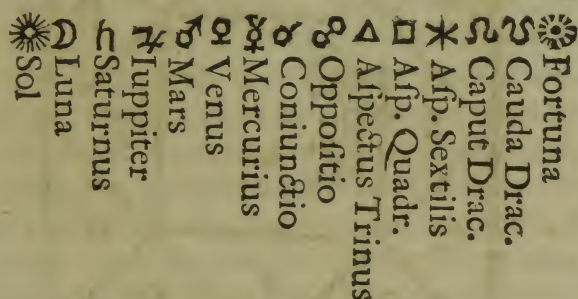 Fortuna
Cauda Drac.
Caput Drac.
Aſp. Sextilis
Aſp. Quadr.
Aſpectus Trinus
Oppoſitio
Coniunctio
Mercurius
Venus
Mars
Iuppiter
Saturnus
Luna
Sol